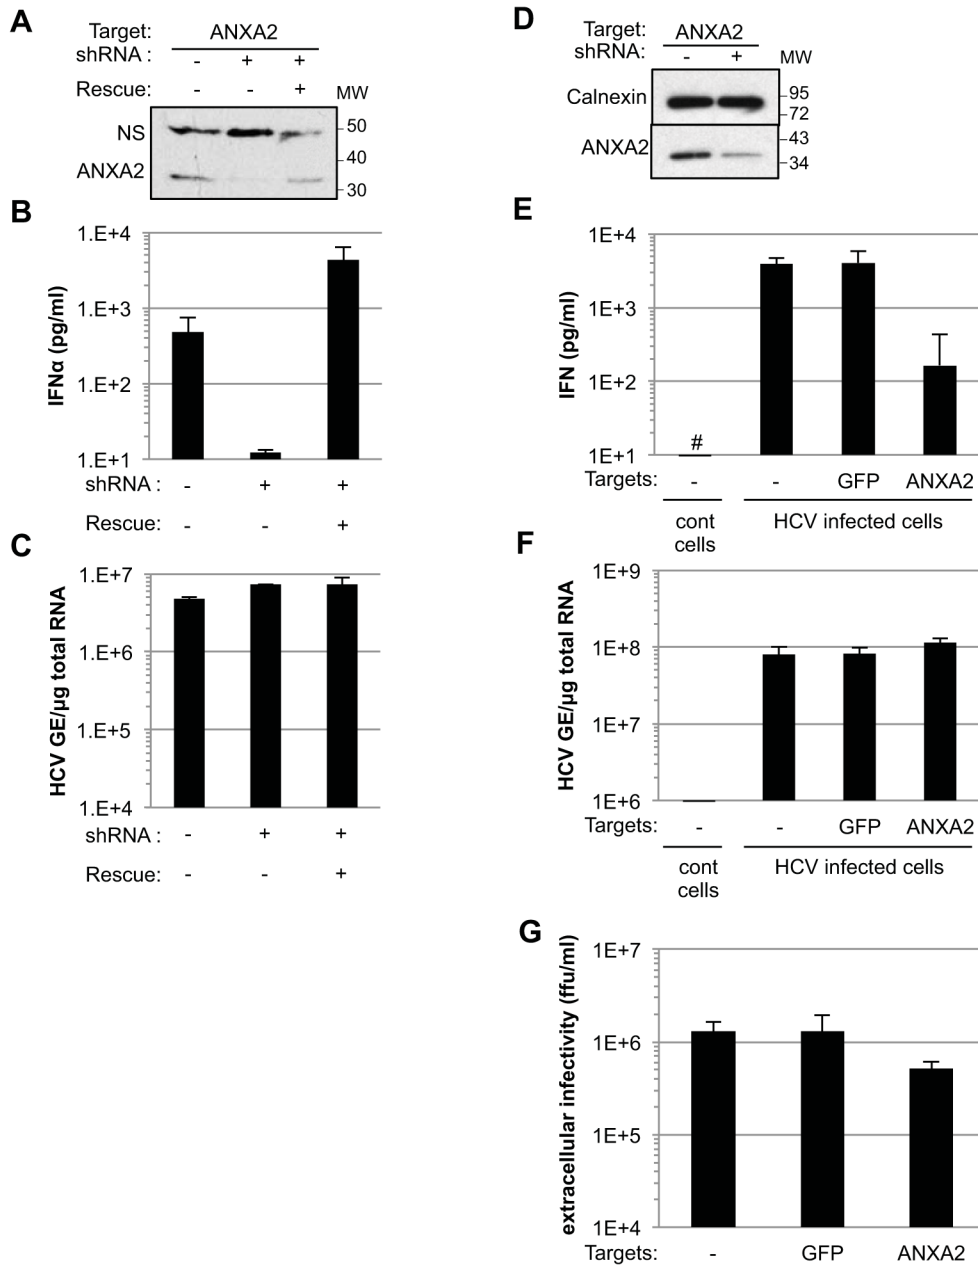 A
Target: ANXA2
shRNA : - + +
Rescue: - - + MW
NS
ANXA2
50
40
30
B
1.E+4
1.E+3
1.E+2
1.E+1
IFNα (pg/ml)
shRNA : - + +
Rescue: - - +
C
1.E+7
1.E+6
1.E+5
1.E+4
HCV GE/µg total RNA
shRNA : - + +
Rescue: - - +
D
Target: ANXA2
shRNA: - + MW
Calnexin
95
72
ANXA2
43
34
E
1E+4
1E+3
1E+2
1E+1
IFN (pg/ml)
#
Targets: - - GFP ANXA2
cont cells
HCV infected cells
F
1E+9
1E+8
1E+7
1E+6
HCV GE/µg total RNA
Targets: - - GFP ANXA2
cont cells
HCV infected cells
G
1E+7
1E+6
1E+5
1E+4
extracellular infectivity (ffu/ml)
Targets: - GFP ANXA2